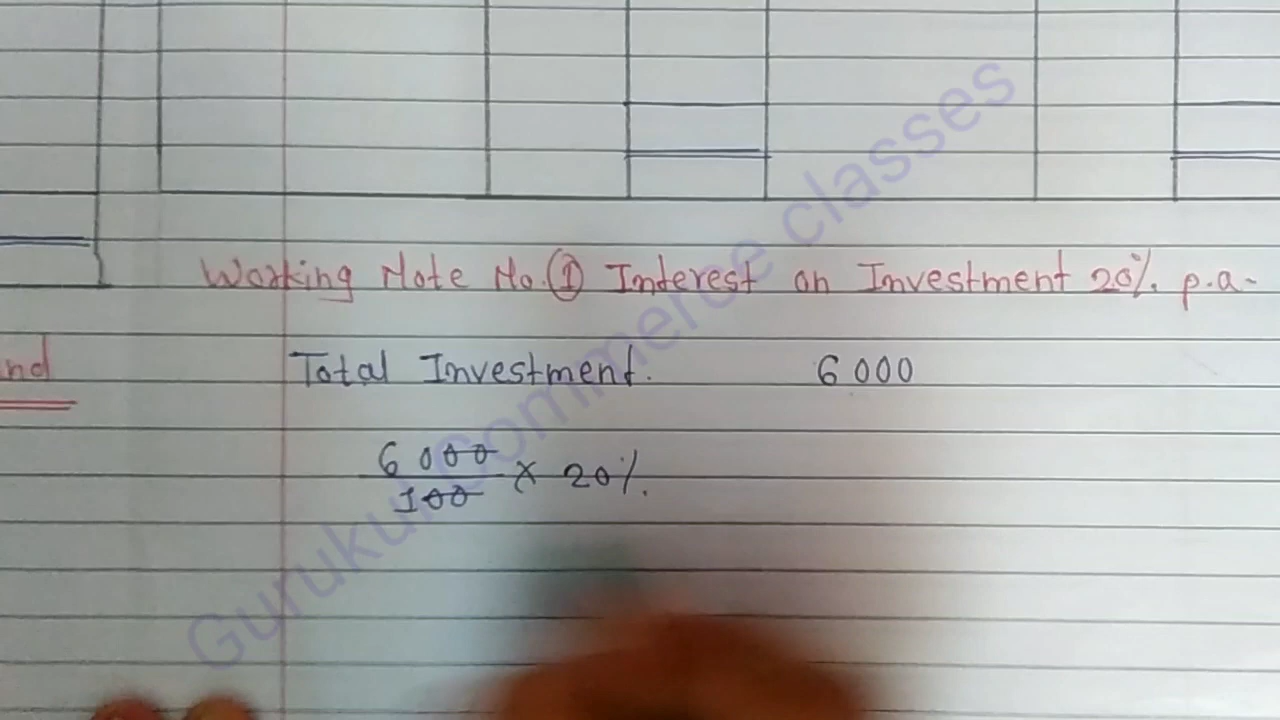 Working Note No. ① Interest on Investment 20% p.a.
nd
Total Investment. 6000
6000
100
× 20%.
Gurukul commerce classes